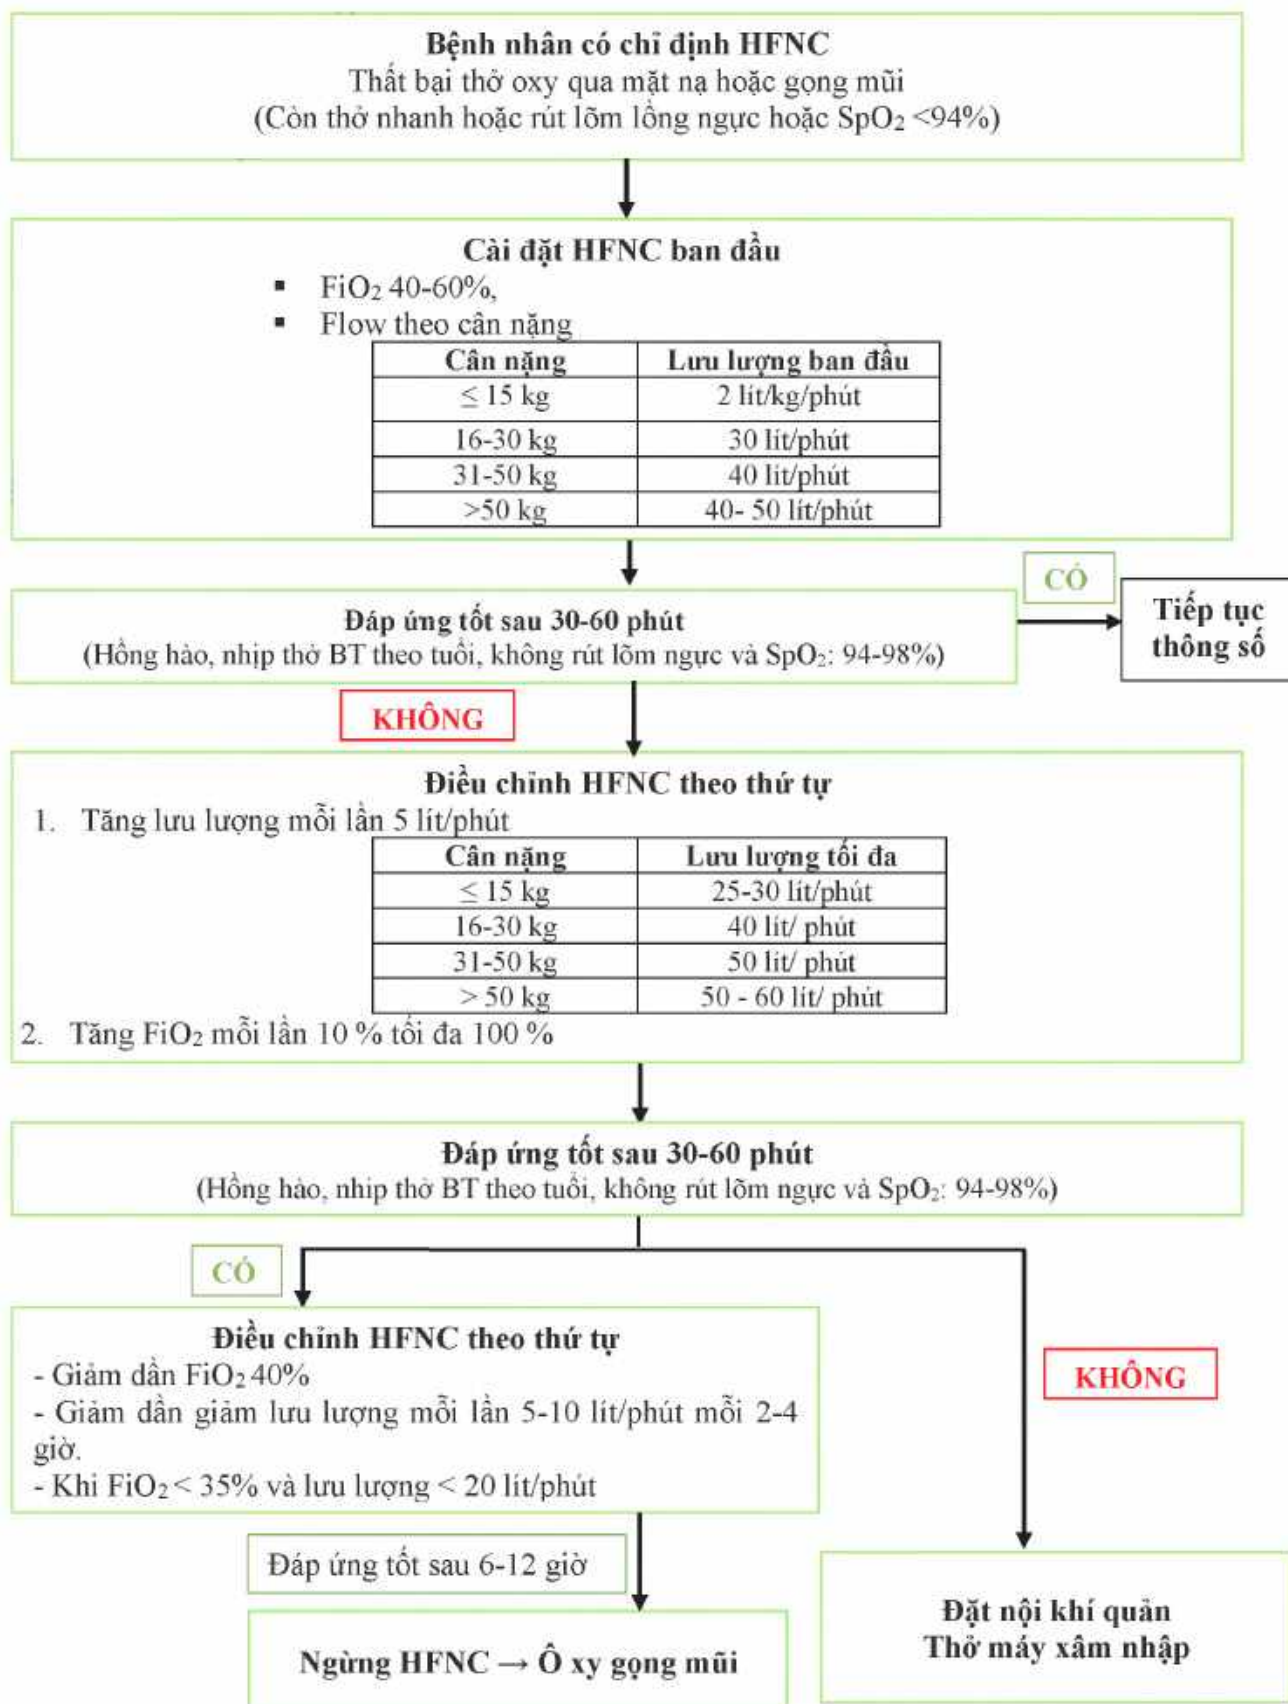 Bệnh nhân có chỉ định HFNC
Thất bại thở oxy qua mặt nạ hoặc gọng mũi
(Còn thở nhanh hoặc rút lõm lồng ngực hoặc SpO₂ <94%)
Cài đặt HFNC ban đầu
▪ FiO₂ 40-60%,
▪ Flow theo cân nặng
Cân nặng Lưu lượng ban đầu
≤ 15 kg 2 lít/kg/phút
16-30 kg 30 lít/phút
31-50 kg 40 lít/phút
>50 kg 40- 50 lít/phút
CÓ
Đáp ứng tốt sau 30-60 phút
(Hồng hào, nhịp thở BT theo tuổi, không rút lõm ngực và SpO₂: 94-98%)
Tiếp tục
thông số
KHÔNG
Điều chỉnh HFNC theo thứ tự
1. Tăng lưu lượng mỗi lần 5 lít/phút
Cân nặng Lưu lượng tối đa
≤ 15 kg 25-30 lít/phút
16-30 kg 40 lít/ phút
31-50 kg 50 lít/ phút
> 50 kg 50 - 60 lít/ phút
2. Tăng FiO₂ mỗi lần 10 % tối đa 100 %
Đáp ứng tốt sau 30-60 phút
(Hồng hào, nhịp thở BT theo tuổi, không rút lõm ngực và SpO₂: 94-98%)
CÓ
Điều chỉnh HFNC theo thứ tự
- Giảm dần FiO₂ 40%
- Giảm dần giảm lưu lượng mỗi lần 5-10 lít/phút mỗi 2-4
giờ.
- Khi FiO₂ < 35% và lưu lượng < 20 lít/phút
KHÔNG
Đáp ứng tốt sau 6-12 giờ
Ngừng HFNC → Ô xy gọng mũi
Đặt nội khí quản
Thở máy xâm nhập